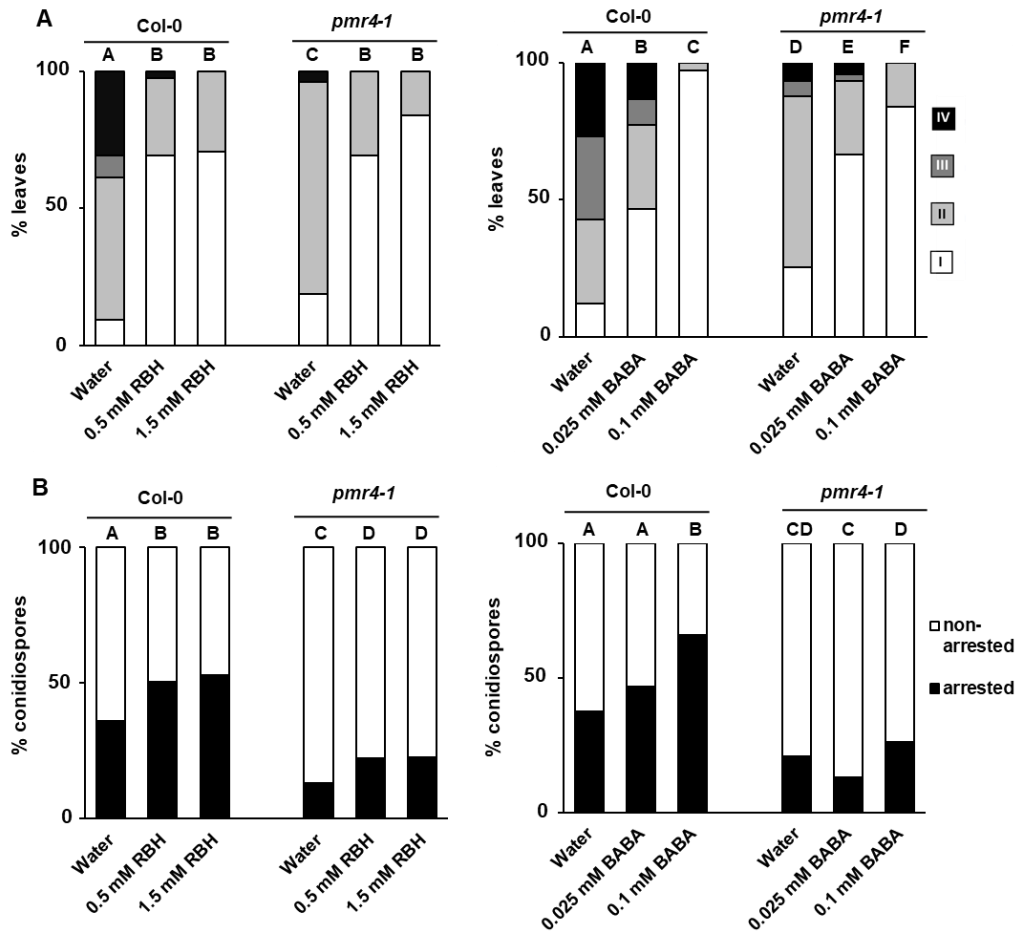 A
Col-0
pmr4-1
A B B
C B B
100
50
0
% leaves
Water
0.5 mM RBH
1.5 mM RBH
Water
0.5 mM RBH
1.5 mM RBH
Col-0
pmr4-1
A B C
D E F
100
50
0
% leaves
Water
0.025 mM BABA
0.1 mM BABA
Water
0.025 mM BABA
0.1 mM BABA
IV
III
II
I
B
Col-0
pmr4-1
A B B
C D D
100
50
0
% conidiospores
Water
0.5 mM RBH
1.5 mM RBH
Water
0.5 mM RBH
1.5 mM RBH
Col-0
pmr4-1
A A B
CD C D
100
50
0
% conidiospores
Water
0.025 mM BABA
0.1 mM BABA
Water
0.025 mM BABA
0.1 mM BABA
non-
arrested
arrested